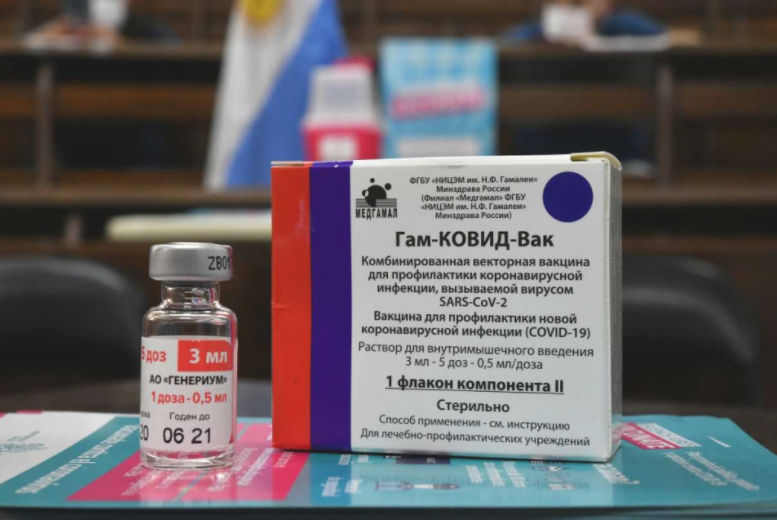 ФГБУ «НИЦЭМ им. Н.Ф. Гамалеи»
Минздрава России
(Филиал «Медгамал» ФГБУ
«НИЦЭМ им. Н.Ф. Гамалеи»
Минздрава России)
МЕДГАМАЛ
Гам-КОВИД-Вак
Комбинированная векторная вакцина
для профилактики коронавирусной
инфекции, вызываемой вирусом
SARS-CoV-2
Вакцина для профилактики новой
коронавирусной инфекции (COVID-19)
Раствор для внутримышечного введения
3 мл - 5 доз - 0,5 мл/доза
1 флакон компонента II
Стерильно
Способ применения - см. инструкцию
Для лечебно-профилактических учреждений
5 доз 3 мл
АО «ГЕНЕРИУМ»
1 доза - 0,5 мл
Годен до
06 21